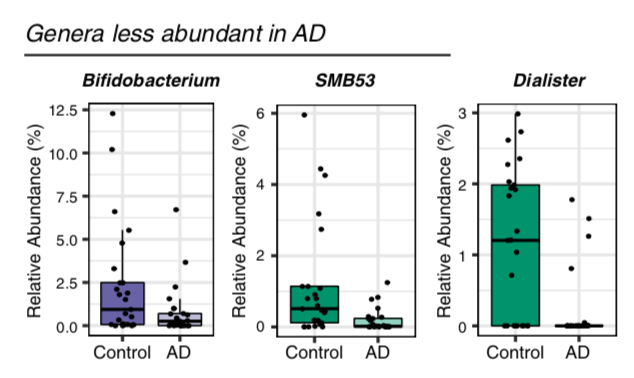 Genera less abundant in AD
Bifidobacterium
Relative Abundance (%)
12.5
10.0
7.5
5.0
2.5
0.0
Control AD
SMB53
Relative Abundance (%)
6
4
2
0
Control AD
Dialister
Relative Abundance (%)
3
2
1
0
Control AD